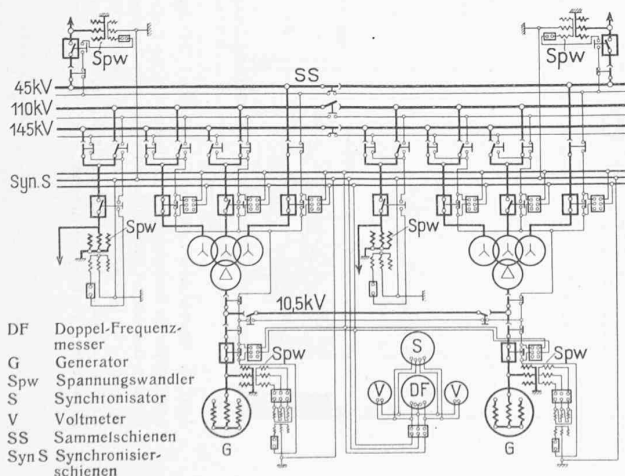 Spw
Spw
SS
45kV
110kV
145kV
Syn.S
Spw
Spw
10,5kV
DF Doppel-Frequenz-
messer
G Generator
Spw Spannungswandler
S Synchronisator
V Voltmeter
SS Sammelschienen
Syn S Synchronisier-
schienen
Spw
Spw
S
V
DF
V
G
G